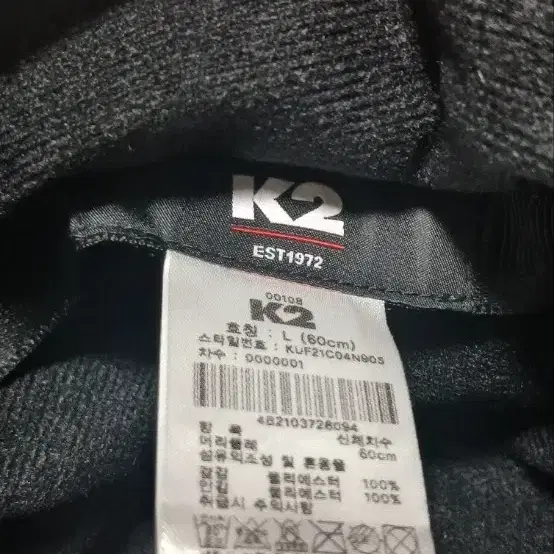 K2
EST1972
00108
K2
호칭 : L (60cm)
스타일번호 : KUF21C04N905
차수 : 0000001
4B2103728094
항 목 신체치수
머리둘레 60cm
섬유의조성 및 혼용율
겉감 폴리에스터 100%
안감 폴리에스터 100%
취급시 주의사항